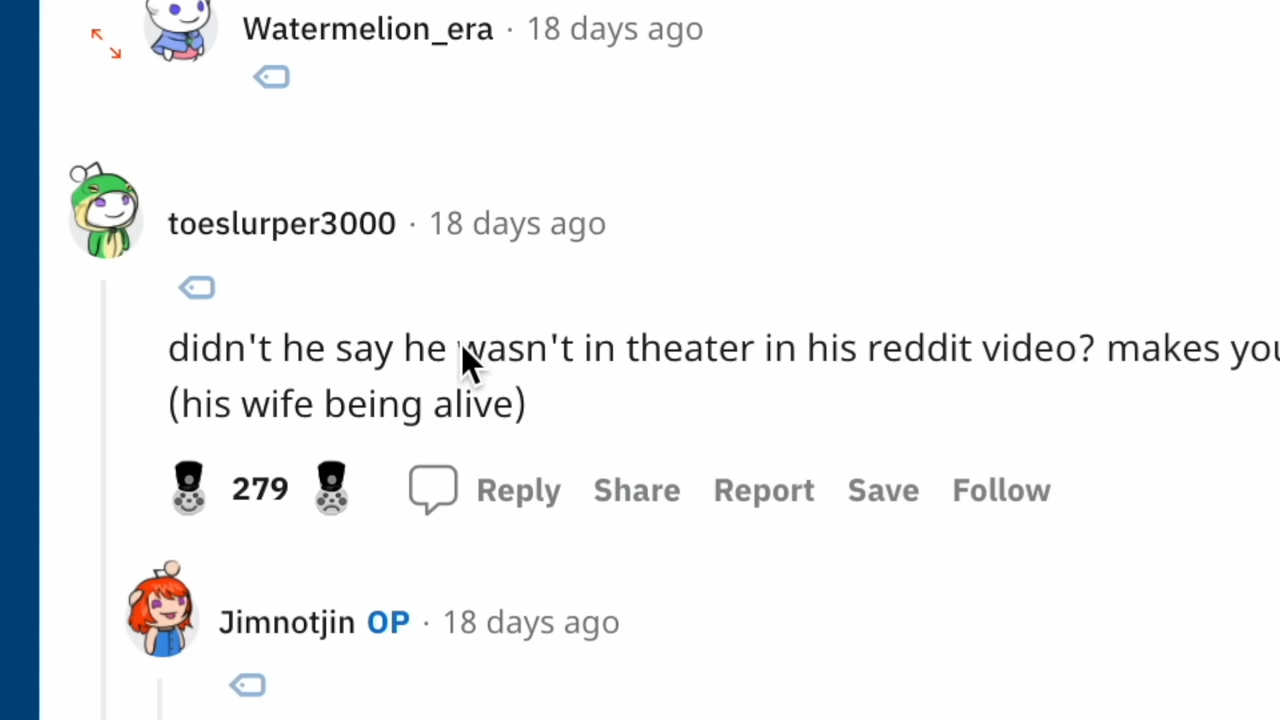 Watermelion_era · 18 days ago
toeslurper3000 · 18 days ago
didn't he say he wasn't in theater in his reddit video? makes you
(his wife being alive)
279 Reply Share Report Save Follow
Jimnotjin OP · 18 days ago